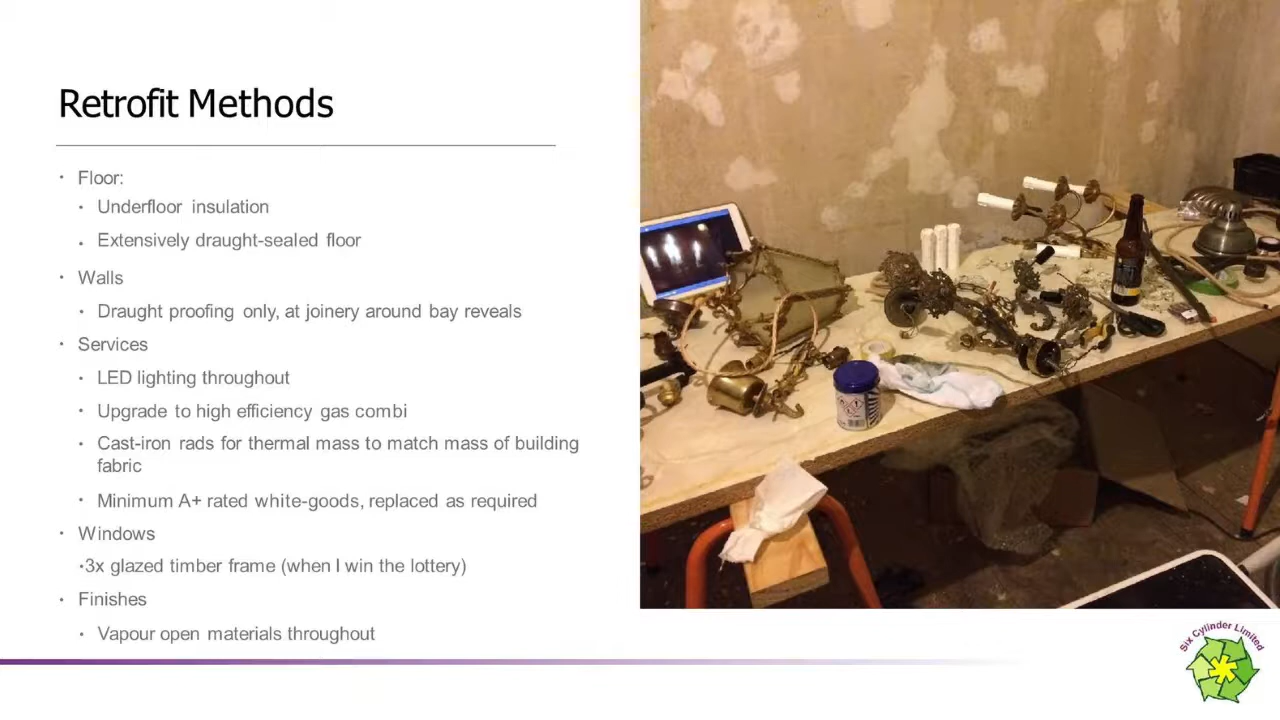 Retrofit Methods
• Floor:
• Underfloor insulation
• Extensively draught-sealed floor
• Walls
• Draught proofing only, at joinery around bay reveals
• Services
• LED lighting throughout
• Upgrade to high efficiency gas combi
• Cast-iron rads for thermal mass to match mass of building
fabric
• Minimum A+ rated white-goods, replaced as required
• Windows
•3x glazed timber frame (when I win the lottery)
• Finishes
• Vapour open materials throughout
Six Cylinder Limited